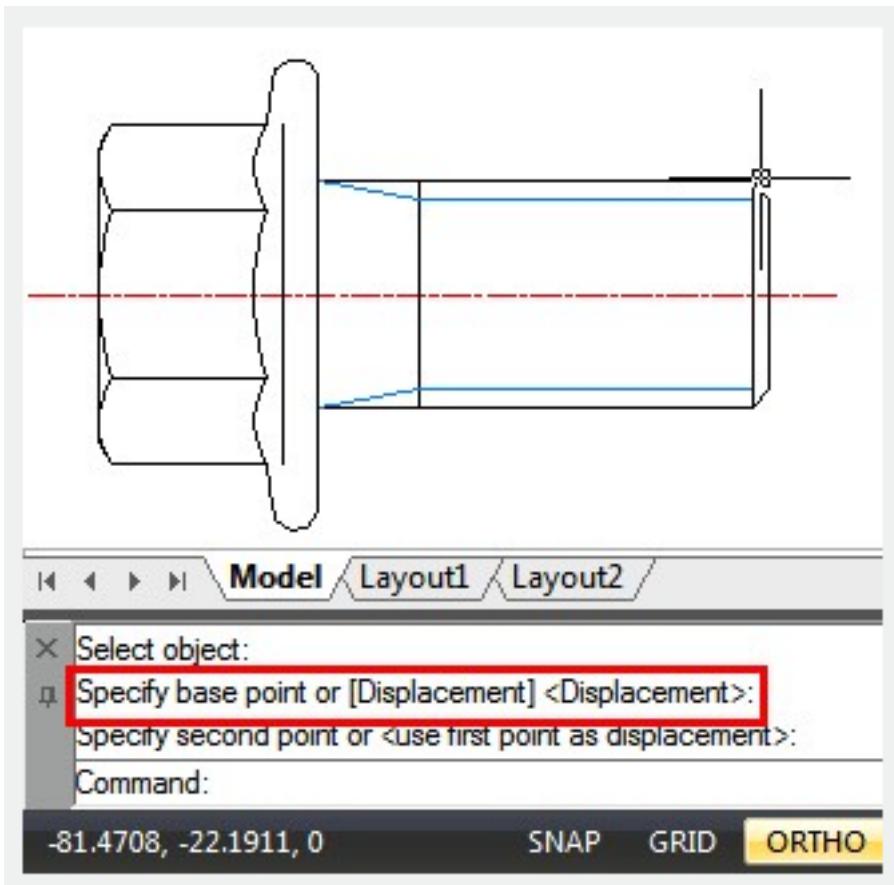 Model Layout1 Layout2
Select object:
Specify base point or [Displacement] <Displacement>:
Specify second point or <use first point as displacement>:
Command:
-81.4708, -22.1911, 0 SNAP GRID ORTHO